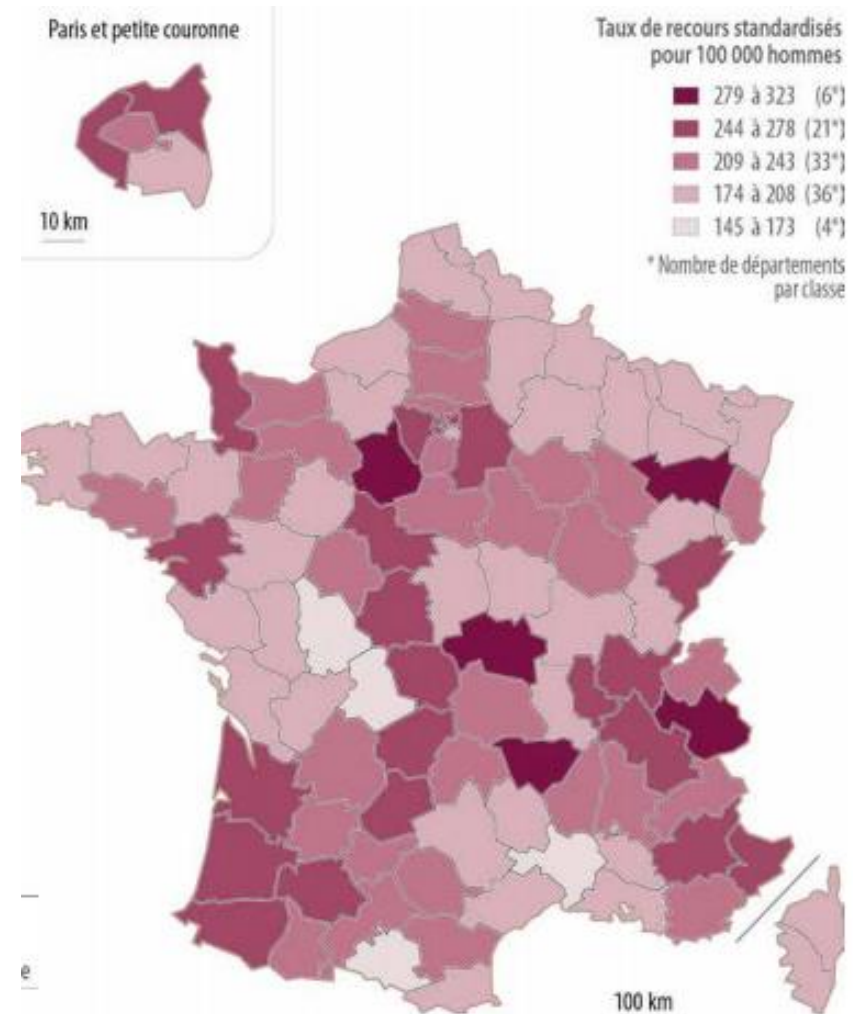 Paris et petite couronne
10 km
Taux de recours standardisés
pour 100 000 hommes
279 à 323 (6*)
244 à 278 (21*)
209 à 243 (33*)
174 à 208 (36*)
145 à 173 (4*)
* Nombre de départements
par classe
e
100 km